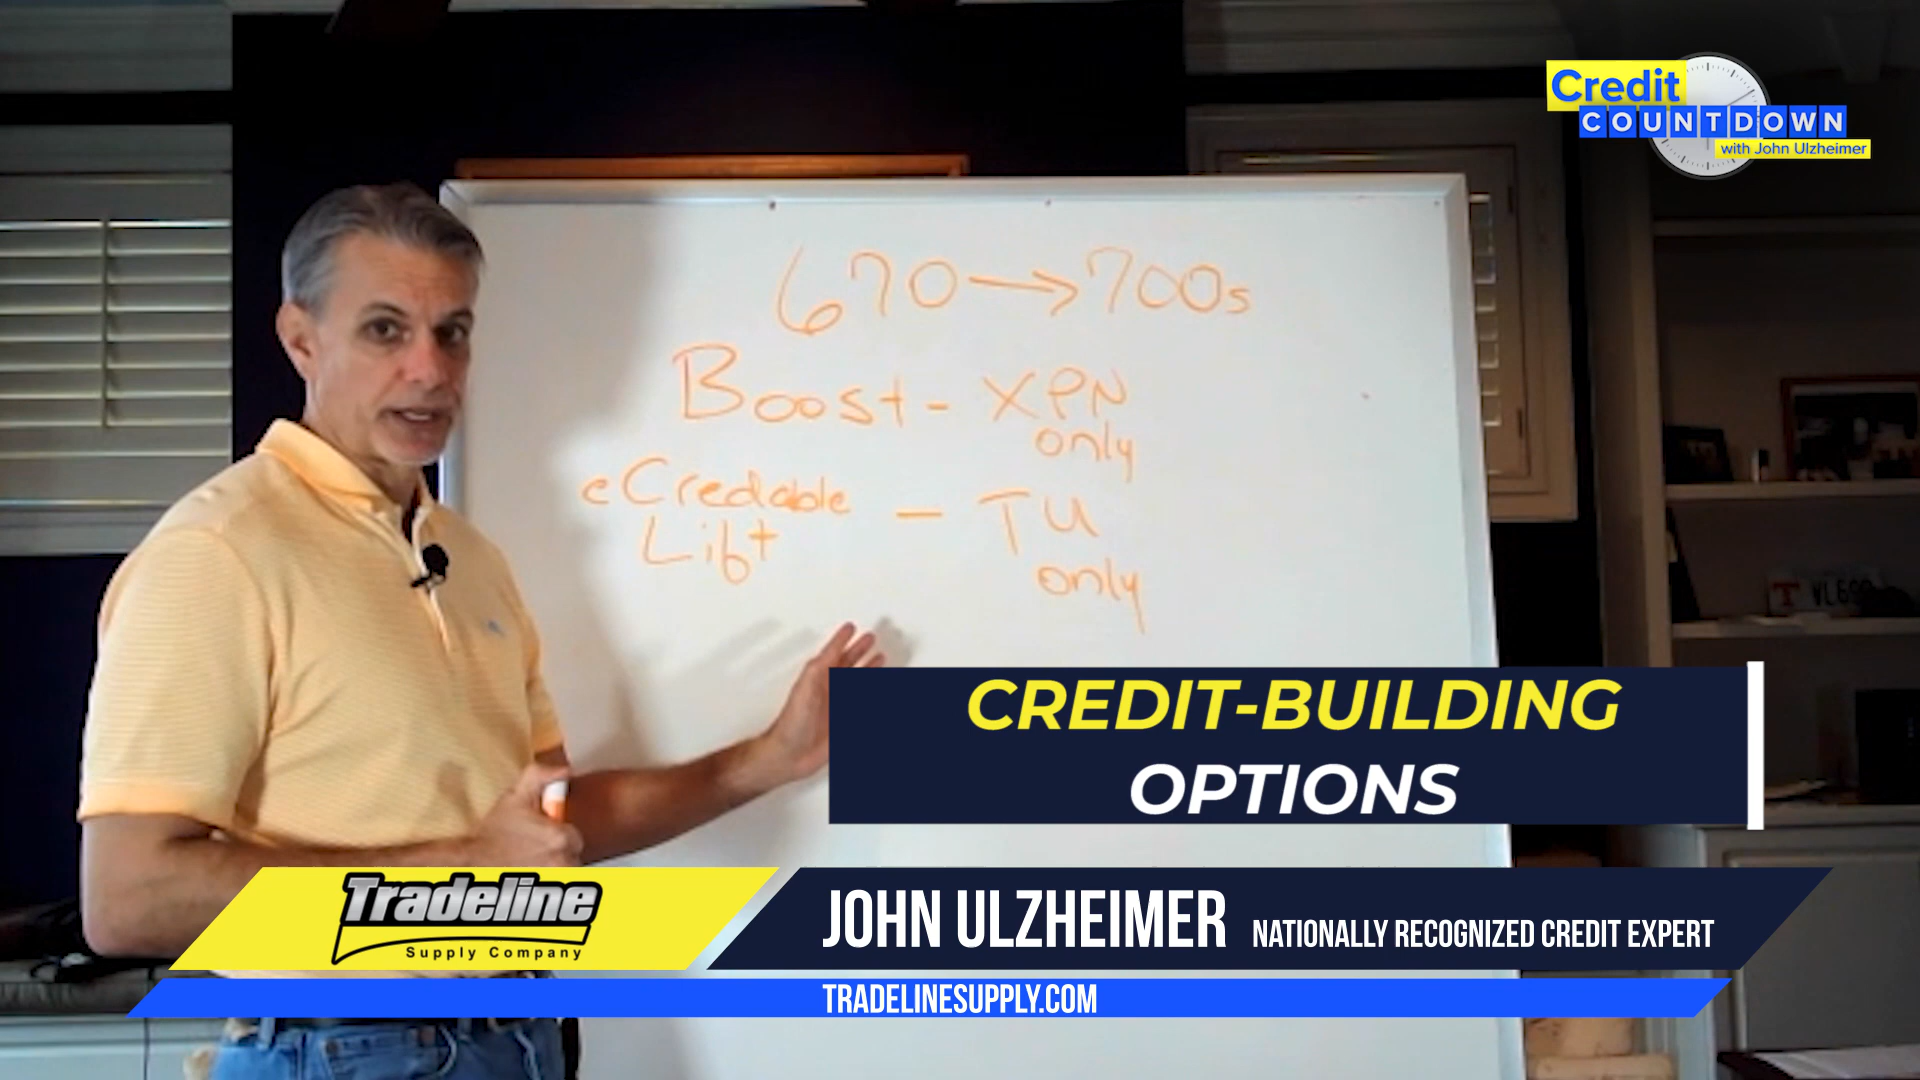 Credit
COUNTDOWN
with John Ulzheimer
670 → 700s
Boost - XPN
only
eCredable
Lift - TU
only
T VL69
CREDIT-BUILDING
OPTIONS
Tradeline
Supply Company
JOHN ULZHEIMER NATIONALLY RECOGNIZED CREDIT EXPERT
TRADELINESUPPLY.COM